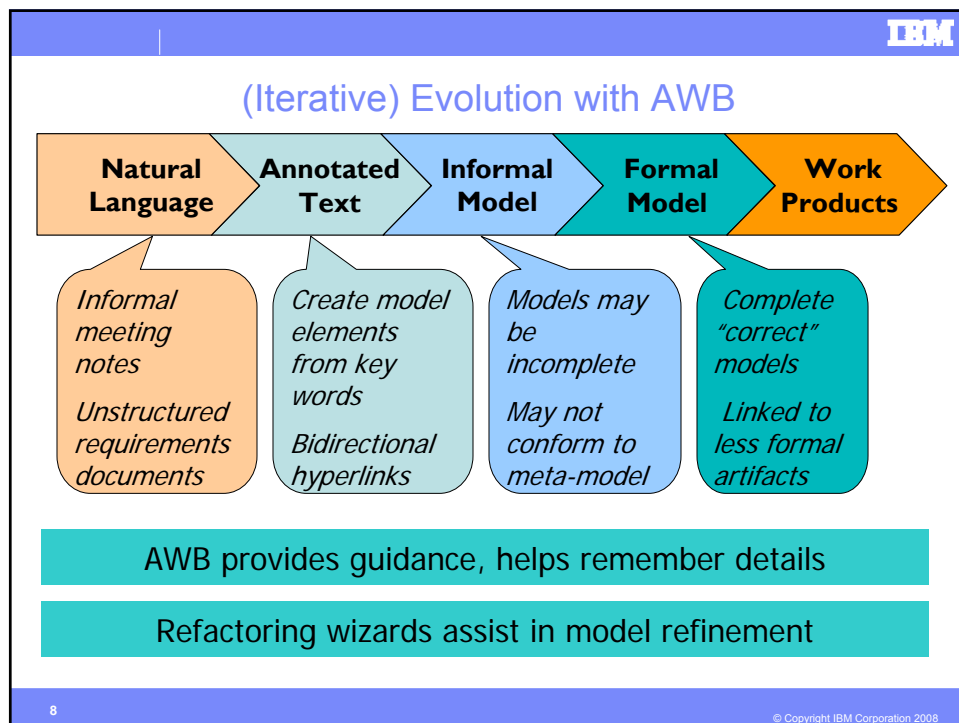 IBM
(Iterative) Evolution with AWB
Natural
Language
Annotated
Text
Informal
Model
Formal
Model
Work
Products
Informal
meeting
notes
Unstructured
requirements
documents
Create model
elements
from key
words
Bidirectional
hyperlinks
Models may
be
incomplete
May not
conform to
meta-model
Complete
“correct”
models
Linked to
less formal
artifacts
AWB provides guidance, helps remember details
Refactoring wizards assist in model refinement
8
© Copyright IBM Corporation 2008